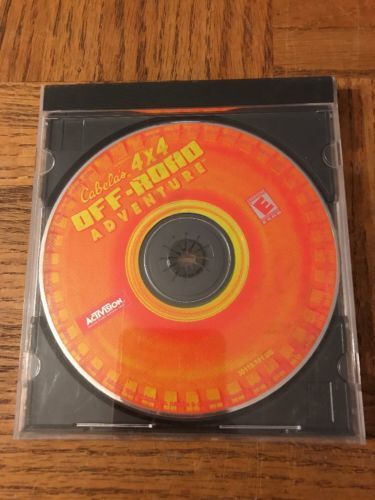 Cabela's
4X4
OFF-ROAD
ADVENTURE
E
ACTIVISION